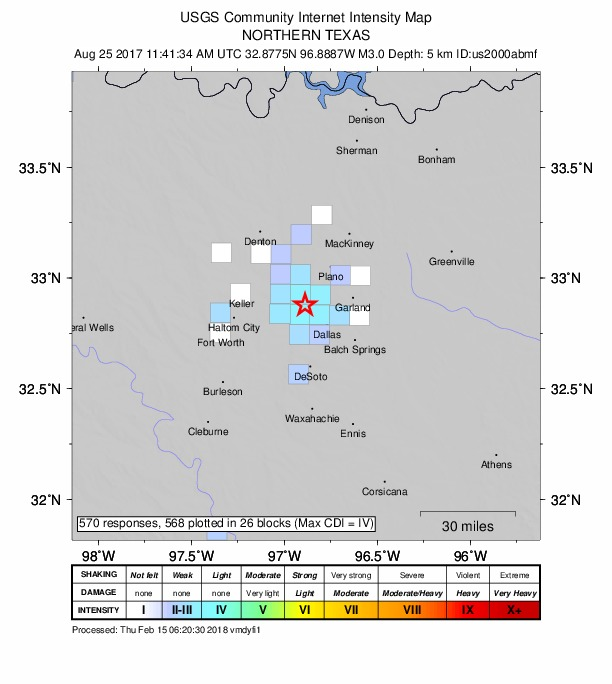 USGS Community Internet Intensity Map
NORTHERN TEXAS
Aug 25 2017 11:41:34 AM UTC 32.8775N 96.8887W M3.0 Depth: 5 km ID:us2000abmf
Denison
Sherman
Bonham
33.5˚N 33.5˚N
Denton
MacKinney
Greenville
33˚N 33˚N
Plano
Keller
Garland
eral Wells
Haltom City
Dallas
Fort Worth
Balch Springs
DeSoto
32.5˚N 32.5˚N
Burleson
Waxahachie
Cleburne
Ennis
Athens
Corsicana
32˚N 32˚N
570 responses, 568 plotted in 26 blocks (Max CDI = IV)
30 miles
98˚W 97.5˚W 97˚W 96.5˚W 96˚W
SHAKING Not felt Weak Light Moderate Strong Very strong Severe Violent Extreme
DAMAGE none none none Very light Light Moderate Moderate/Heavy Heavy Very Heavy
INTENSITY I II-III IV V VI VII VIII IX X+
Processed: Thu Feb 15 06:20:30 2018 vmdyfi1